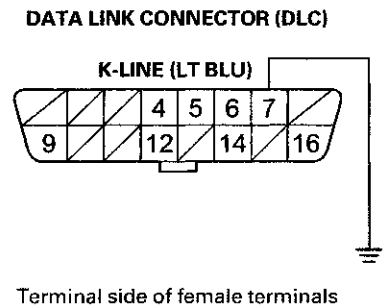 DATA LINK CONNECTOR (DLC)
K-LINE (LT BLU)
4 5 6 7
9 12 14 16
Terminal side of female terminals